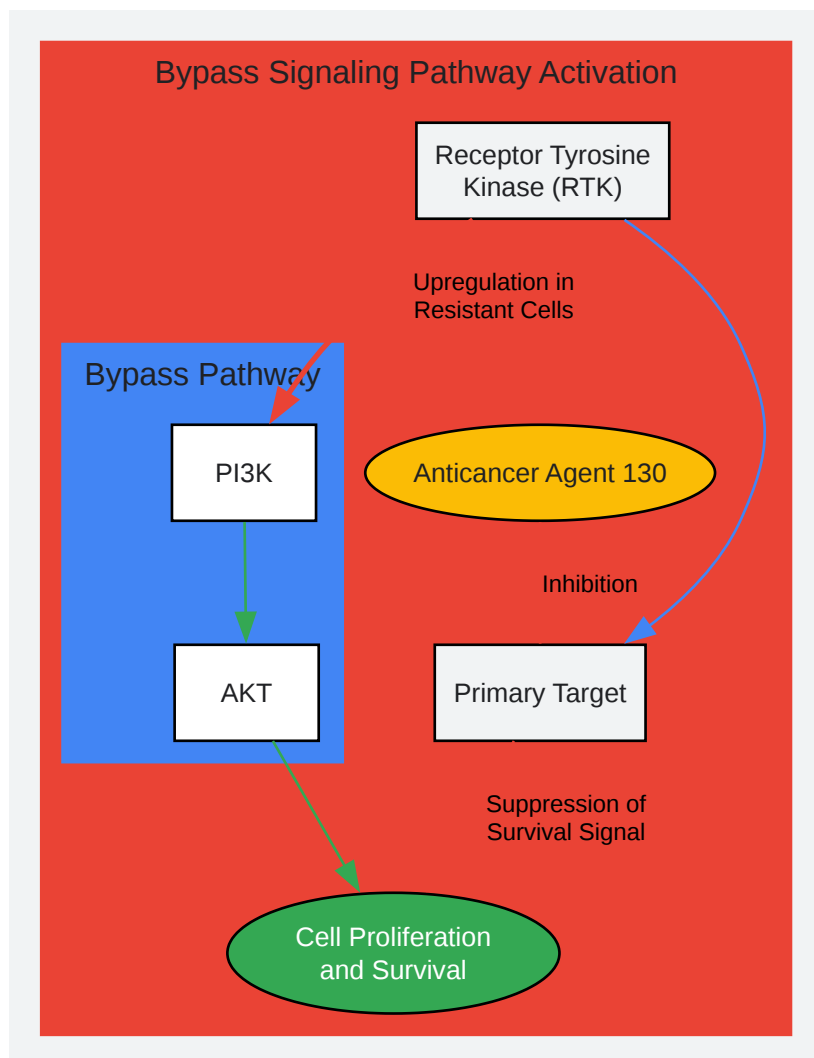 Bypass Signaling Pathway Activation
Receptor Tyrosine
Kinase (RTK)
Upregulation in
Resistant Cells
Bypass Pathway
PI3K
Anticancer Agent 130
Inhibition
AKT
Primary Target
Suppression of
Survival Signal
Cell Proliferation
and Survival